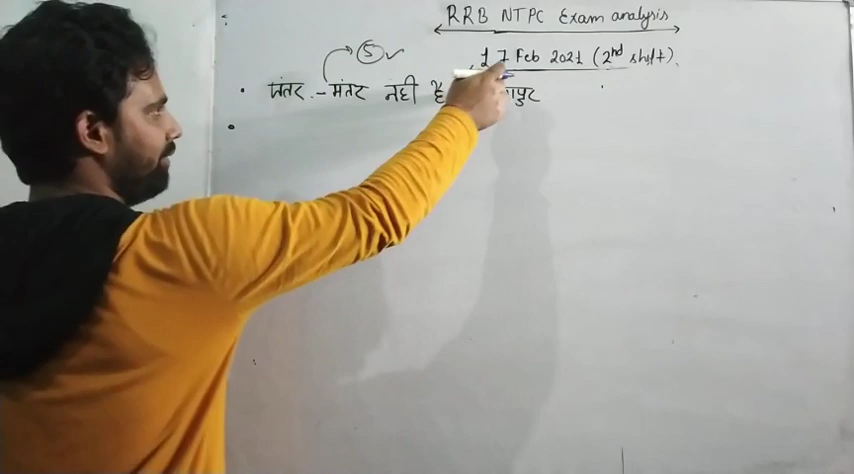 RRB NTPC Exam analysis
⑤✓
17 Feb 2021 (2nd shift).
• जंतर - मंतर नही है
•